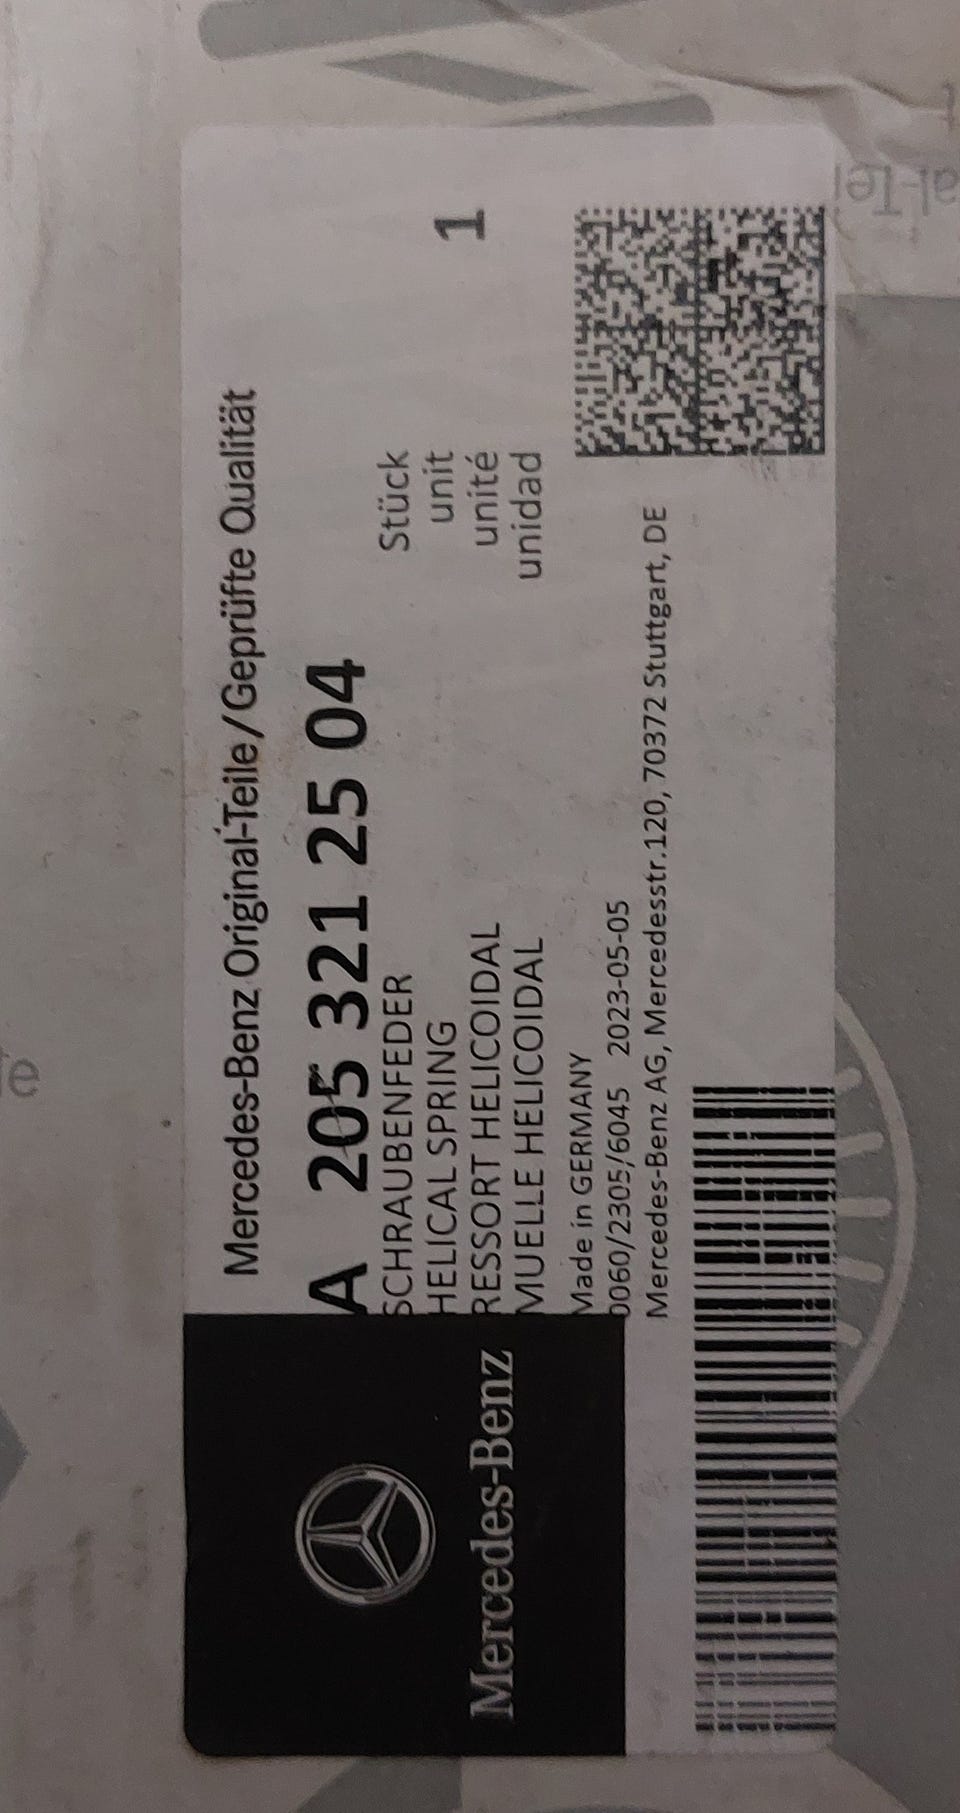 Mercedes-Benz Original-Teile/Geprüfte Qualität
A 205 321 25 04
SCHRAUBENFEDER Stück
HELICAL SPRING unit 1
RESSORT HELICOIDAL unité
MUELLE HELICOIDAL unidad
Made in GERMANY
0060/2305/6045 2023-05-05
Mercedes-Benz AG, Mercedesstr.120, 70372 Stuttgart, DE
Mercedes-Benz